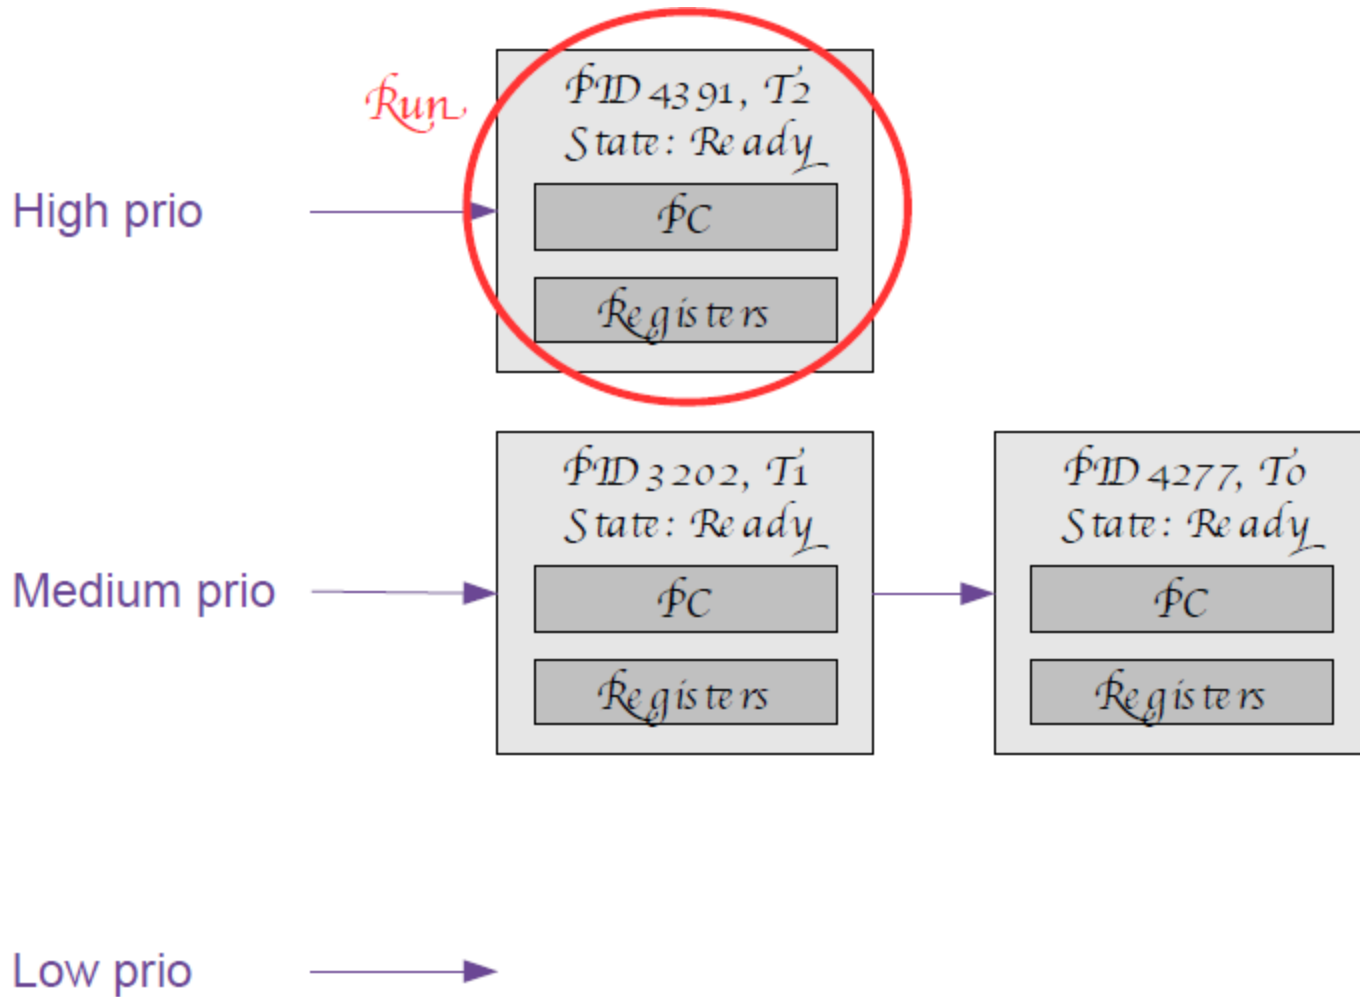 Run
PID 4391, T2
State: Ready
High prio
PC
Registers
PID 3202, T1
State: Ready
PID 4277, T0
State: Ready
Medium prio
PC
PC
Registers
Registers
Low prio